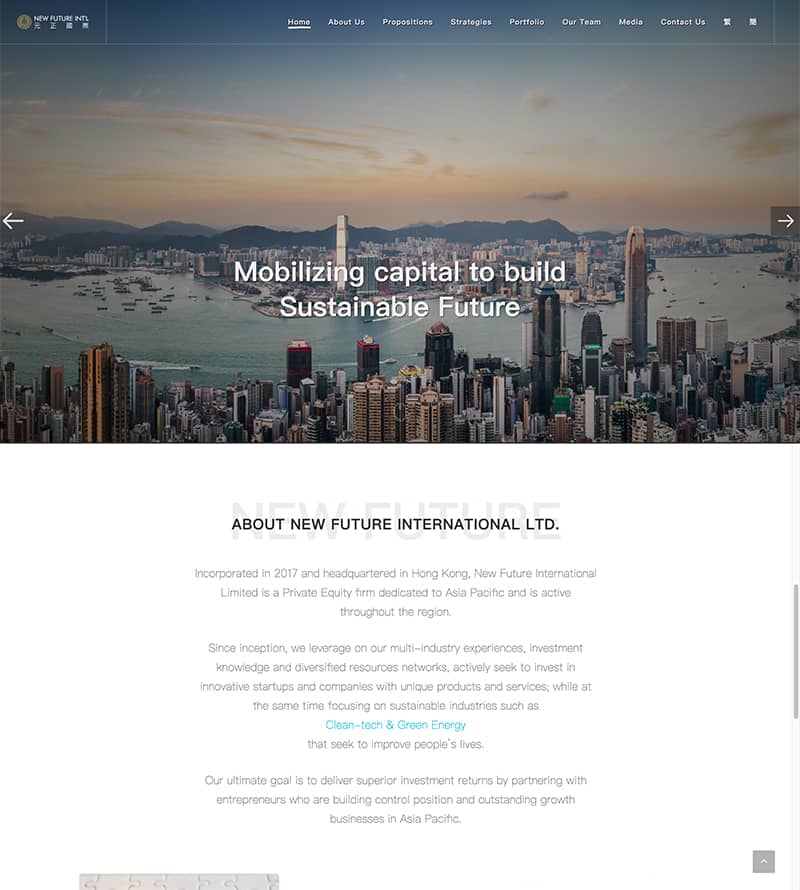 NEW FUTURE INT'L
元正國際
Home About Us Propositions Strategies Portfolio Our Team Media Contact Us 繁 簡
Mobilizing capital to build
Sustainable Future
NEW FUTURE
ABOUT NEW FUTURE INTERNATIONAL LTD.
Incorporated in 2017 and headquartered in Hong Kong, New Future International
Limited is a Private Equity firm dedicated to Asia Pacific and is active
throughout the region.
Since inception, we leverage on our multi-industry experiences, investment
knowledge and diversified resources networks, actively seek to invest in
innovative startups and companies with unique products and services; while at
the same time focusing on sustainable industries such as
Clean-tech & Green Energy
that seek to improve people's lives.
Our ultimate goal is to deliver superior investment returns by partnering with
entrepreneurs who are building control position and outstanding growth
businesses in Asia Pacific.